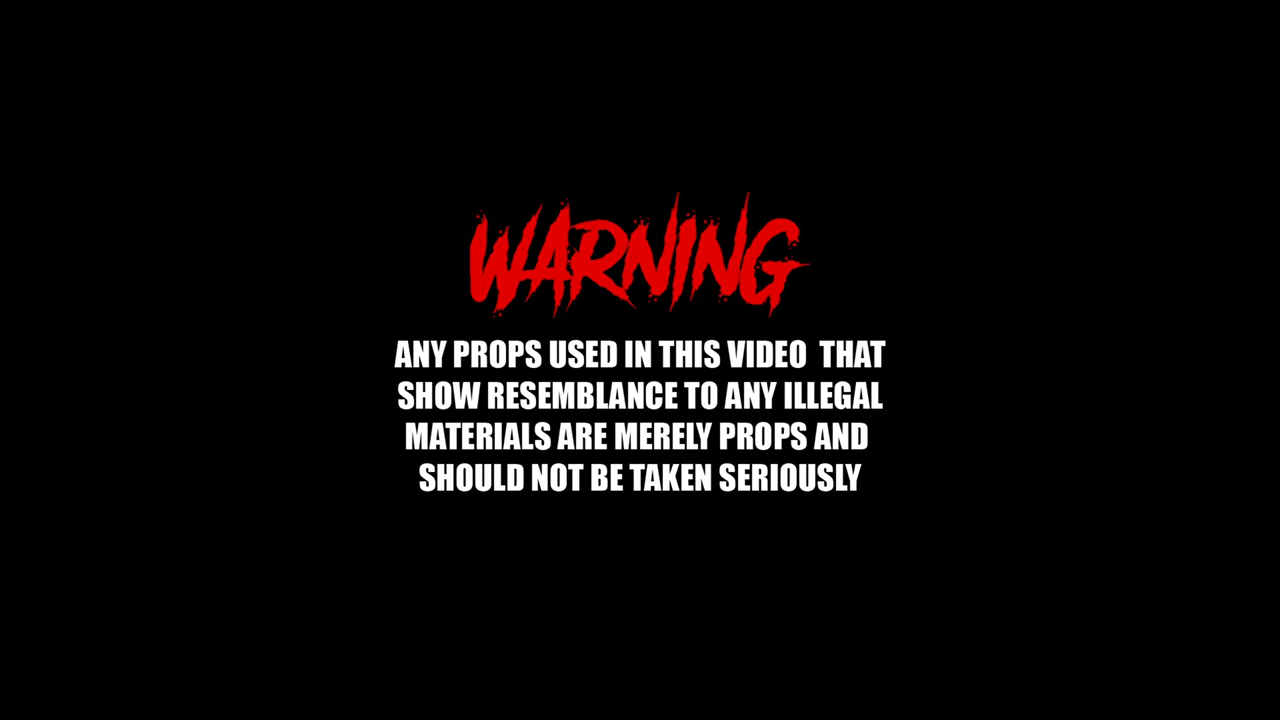 WARNING
ANY PROPS USED IN THIS VIDEO THAT
SHOW RESEMBLANCE TO ANY ILLEGAL
MATERIALS ARE MERELY PROPS AND
SHOULD NOT BE TAKEN SERIOUSLY